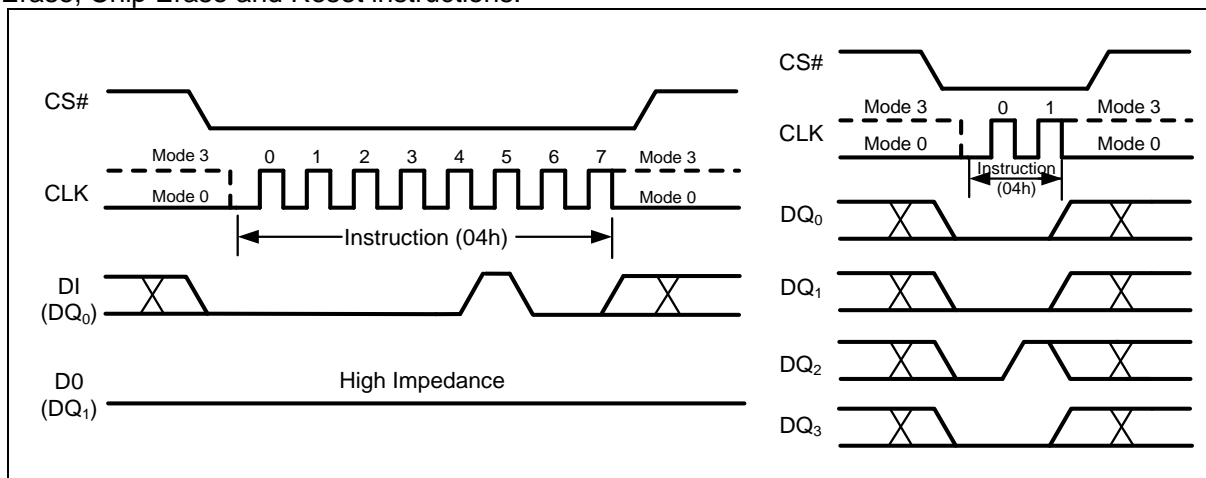 Erase, Chip Erase and Reset instructions.
CS#
Mode 3 0 1 2 3 4 5 6 7 Mode 3
CLK
Mode 0 Mode 0
Instruction (04h)
DI
(DQ0)
D0
(DQ1)
High Impedance
CS#
Mode 3 0 1 Mode 3
CLK
Mode 0 Mode 0
Instruction
(04h)
DQ0
DQ1
DQ2
DQ3